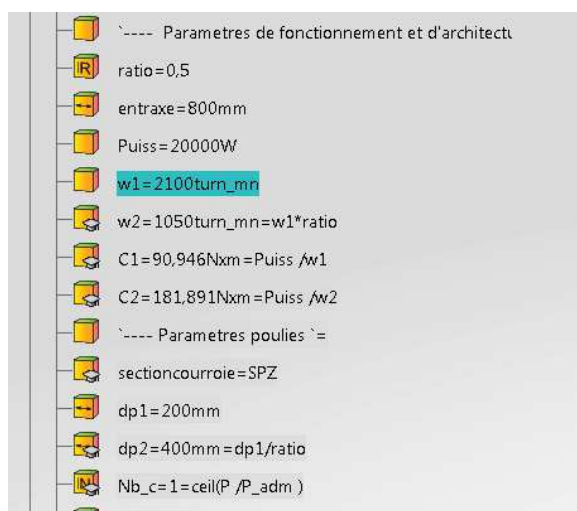 `---- Parametres de fonctionnement et d'architectu
ratio=0,5
entraxe=800mm
Puiss=20000W
w1=2100turn_mn
w2=1050turn_mn=w1*ratio
C1=90,946Nxm=Puiss /w1
C2=181,891Nxm=Puiss /w2
`---- Parametres poulies `=
sectioncourroie=SPZ
dp1=200mm
dp2=400mm=dp1/ratio
Nb_c=1=ceil(P /P_adm )